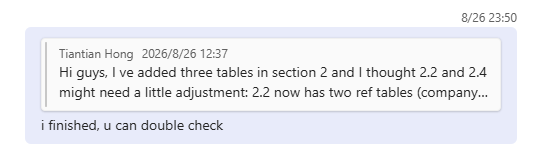 8/26 23:50
Tiantian Hong 2026/8/26 12:37
Hi guys, I ve added three tables in section 2 and I thought 2.2 and 2.4
might need a little adjustment: 2.2 now has two ref tables (company...
i finished, u can double check